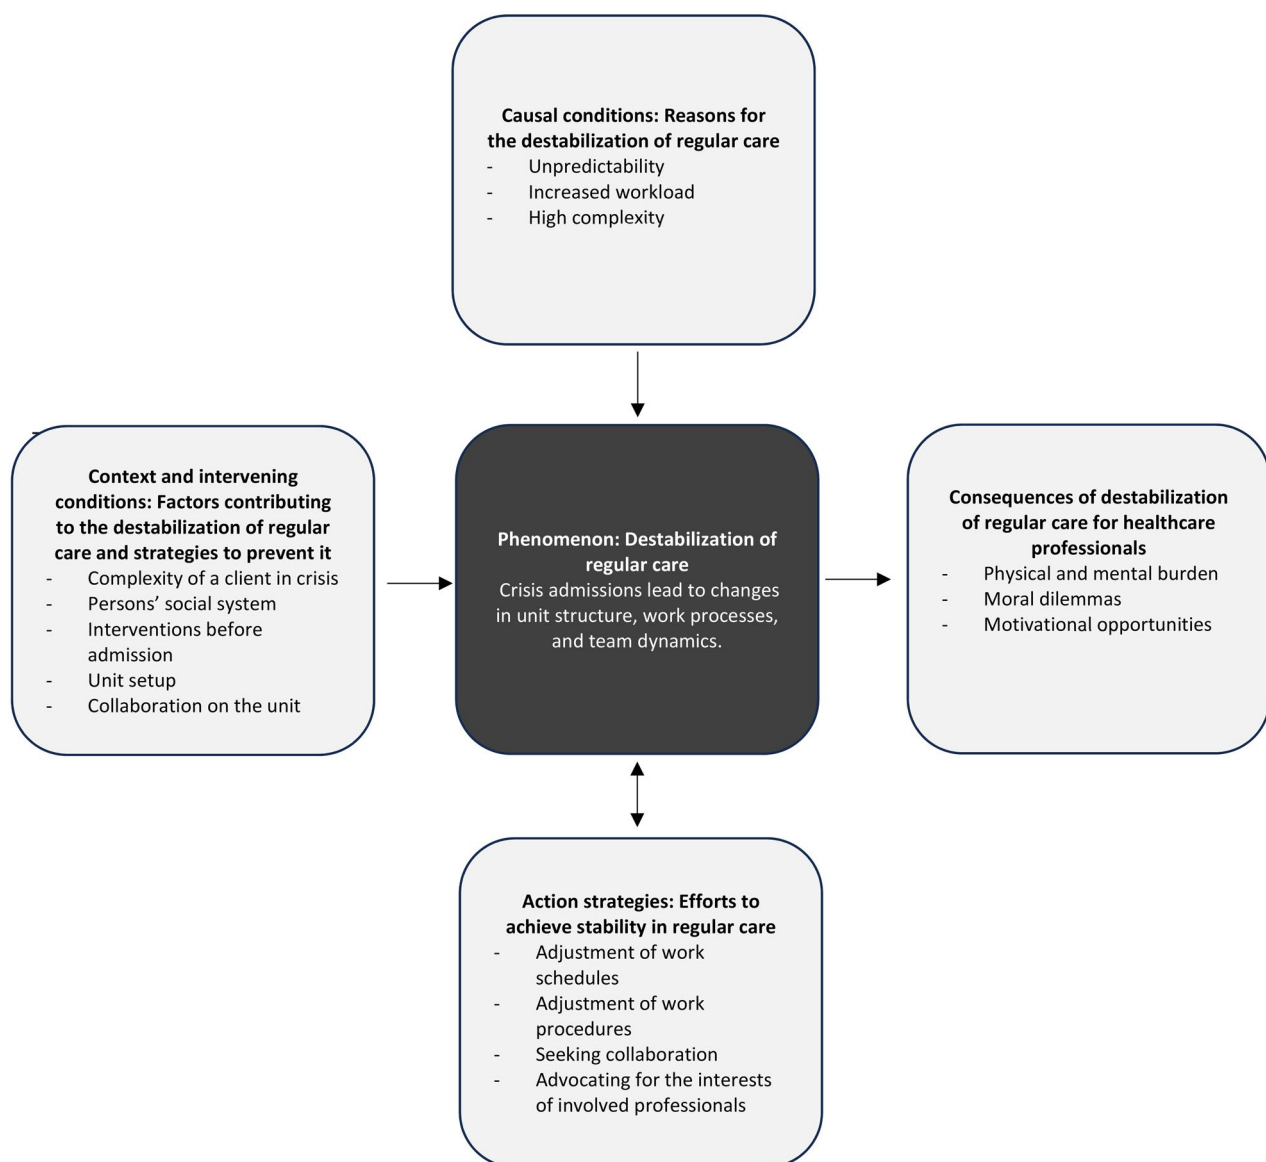 Causal conditions: Reasons for
the destabilization of regular care
- Unpredictability
- Increased workload
- High complexity
Context and intervening
conditions: Factors contributing
to the destabilization of regular
care and strategies to prevent it
- Complexity of a client in crisis
- Persons’ social system
- Interventions before
admission
- Unit setup
- Collaboration on the unit
Phenomenon: Destabilization of
regular care
Crisis admissions lead to changes
in unit structure, work processes,
and team dynamics.
Consequences of destabilization
of regular care for healthcare
professionals
- Physical and mental burden
- Moral dilemmas
- Motivational opportunities
Action strategies: Efforts to
achieve stability in regular care
- Adjustment of work
schedules
- Adjustment of work
procedures
- Seeking collaboration
- Advocating for the interests
of involved professionals